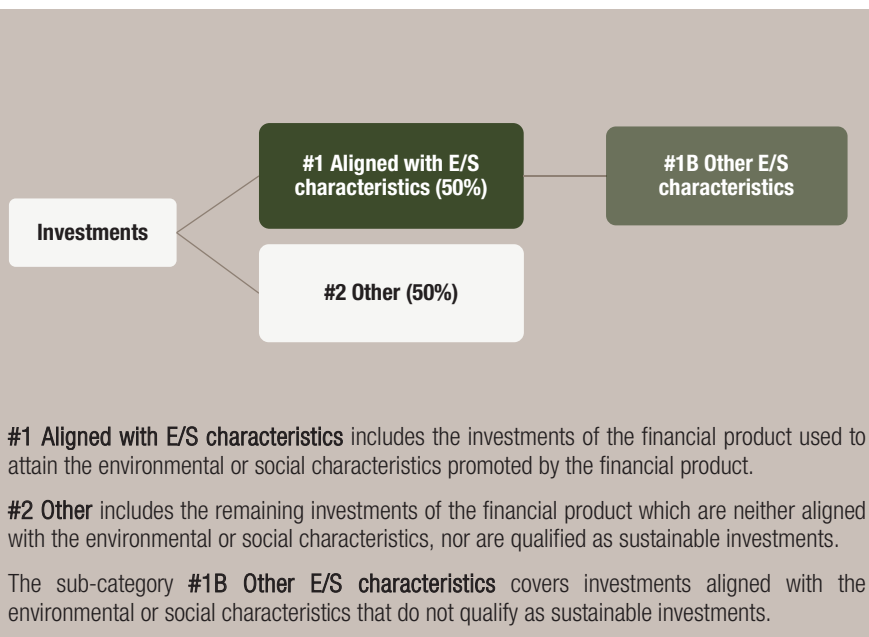 #1 Aligned with E/S
characteristics (50%)
#1B Other E/S
characteristics
Investments
#2 Other (50%)
#1 Aligned with E/S characteristics includes the investments of the financial product used to
attain the environmental or social characteristics promoted by the financial product.
#2 Other includes the remaining investments of the financial product which are neither aligned
with the environmental or social characteristics, nor are qualified as sustainable investments.
The sub-category #1B Other E/S characteristics covers investments aligned with the
environmental or social characteristics that do not qualify as sustainable investments.